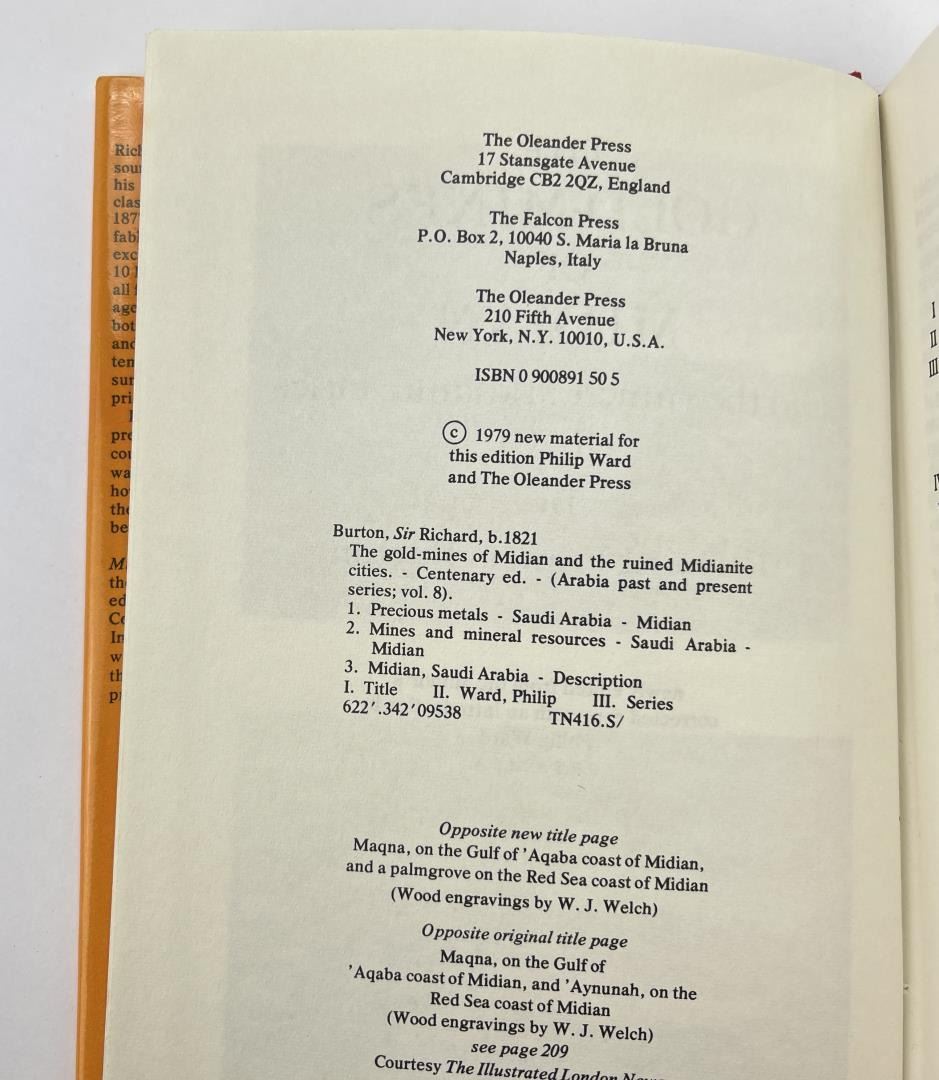 The Oleander Press
17 Stansgate Avenue
Cambridge CB2 2QZ, England
The Falcon Press
P.O. Box 2, 10040 S. Maria la Bruna
Naples, Italy
The Oleander Press
210 Fifth Avenue
New York, N.Y. 10010, U.S.A.
ISBN 0 900891 50 5
© 1979 new material for
this edition Philip Ward
and The Oleander Press
Burton, Sir Richard, b.1821
The gold-mines of Midian and the ruined Midianite
cities. - Centenary ed. - (Arabia past and present
series; vol. 8).
1. Precious metals - Saudi Arabia - Midian
2. Mines and mineral resources - Saudi Arabia -
Midian
3. Midian, Saudi Arabia - Description
I. Title II. Ward, Philip III. Series
622'.342'09538 TN416.S/
Opposite new title page
Maqna, on the Gulf of 'Aqaba coast of Midian,
and a palmgrove on the Red Sea coast of Midian
(Wood engravings by W. J. Welch)
Opposite original title page
Maqna, on the Gulf of
'Aqaba coast of Midian, and 'Aynunah, on the
Red Sea coast of Midian
(Wood engravings by W. J. Welch)
see page 209
Courtesy The Illustrated London News